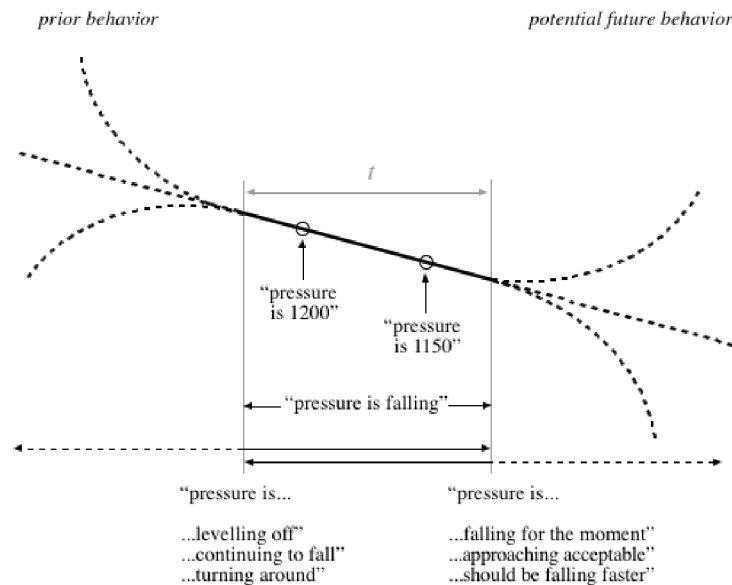 prior behavior
potential future behavior
t
“pressure
is 1200”
“pressure
is 1150”
“pressure is falling”
“pressure is...
...levelling off”
...continuing to fall”
...turning around”
“pressure is...
...falling for the moment”
...approaching acceptable”
...should be falling faster”